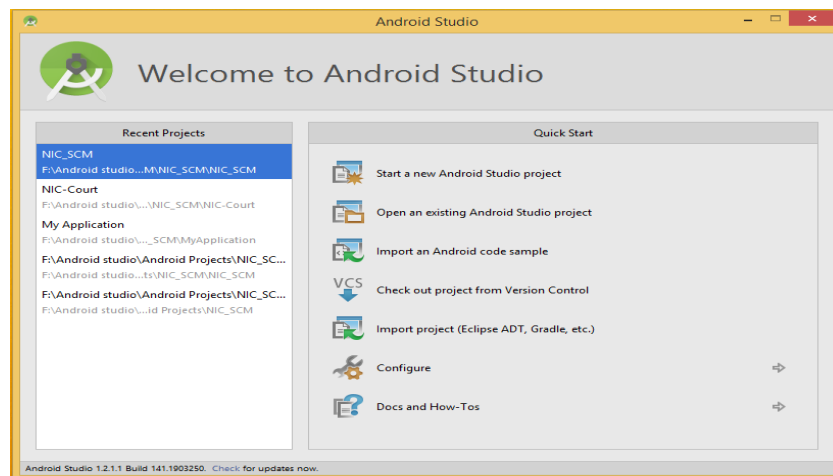 Android Studio
Welcome to Android Studio
Recent Projects
NIC_SCM
F:\Android studio...M\NIC_SCM\NIC_SCM
NIC-Court
F:\Android studio\...\NIC_SCM\NIC-Court
My Application
F:\Android studio\..._SCM\MyApplication
F:\Android studio\Android Projects\NIC_SC...
F:\Android studio...ts\NIC_SCM\NIC_SCM
F:\Android studio\Android Projects\NIC_SC...
F:\Android studio\...id Projects\NIC_SCM
Quick Start
Start a new Android Studio project
Open an existing Android Studio project
Import an Android code sample
VCS
Check out project from Version Control
Import project (Eclipse ADT, Gradle, etc.)
Configure
Docs and How-Tos
Android Studio 1.2.1.1 Build 141.1903250. Check for updates now.